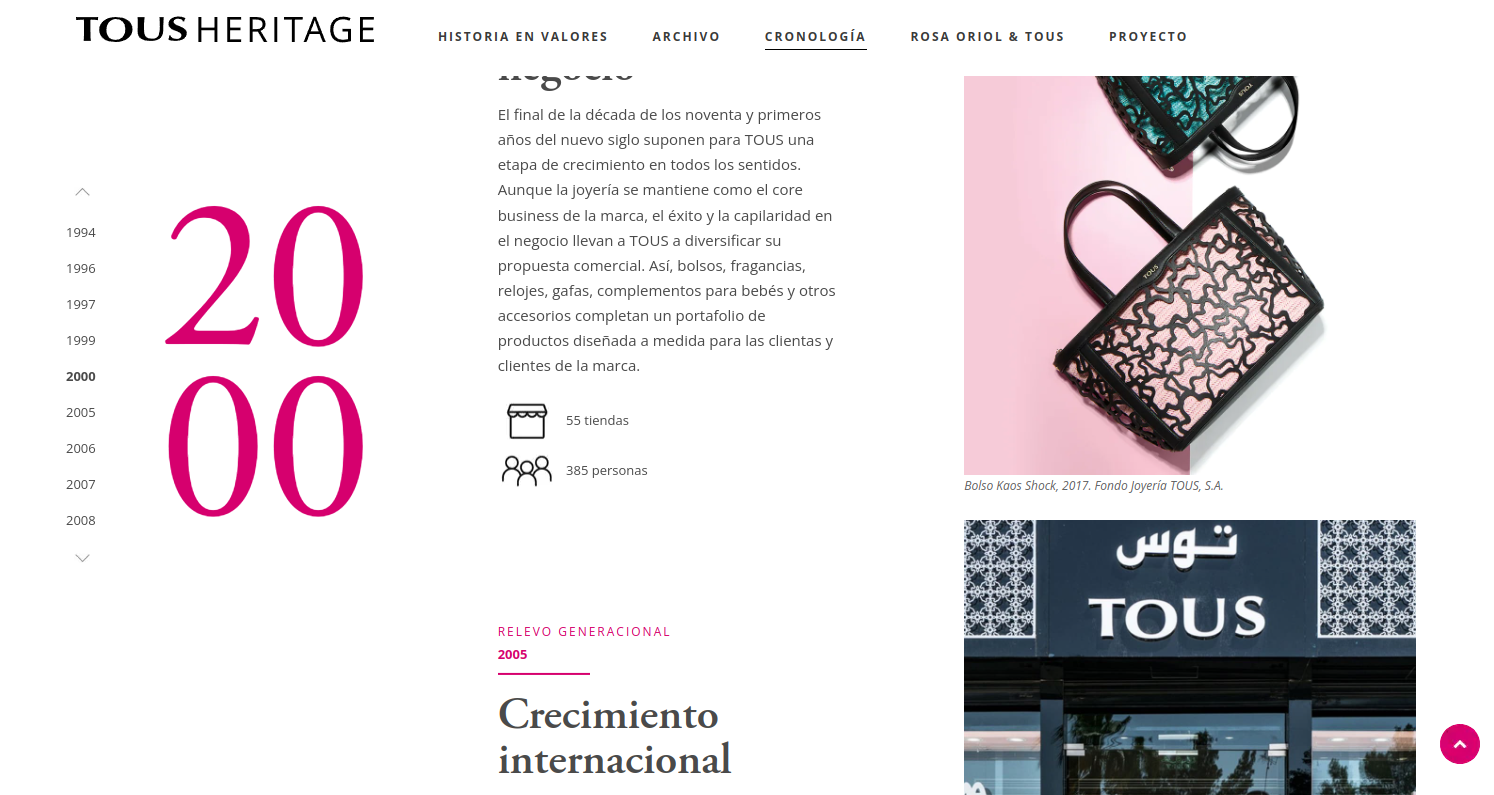 TOUS HERITAGE
HISTORIA EN VALORES
ARCHIVO
CRONOLOGÍA
ROSA ORIOL & TOUS
PROYECTO
1994
1996
1997
1999
2000
2005
2006
2007
2008
20
00
negocio
El final de la década de los noventa y primeros
años del nuevo siglo suponen para TOUS una
etapa de crecimiento en todos los sentidos.
Aunque la joyería se mantiene como el core
business de la marca, el éxito y la capilaridad en
el negocio llevan a TOUS a diversificar su
propuesta comercial. Así, bolsos, fragancias,
relojes, gafas, complementos para bebés y otros
accesorios completan un portafolio de
productos diseñada a medida para las clientas y
clientes de la marca.
55 tiendas
385 personas
RELEVO GENERACIONAL
2005
Crecimiento
internacional
TOUS
TOUS
Bolso Kaos Shock, 2017. Fondo Joyería TOUS, S.A.
توس
TOUS